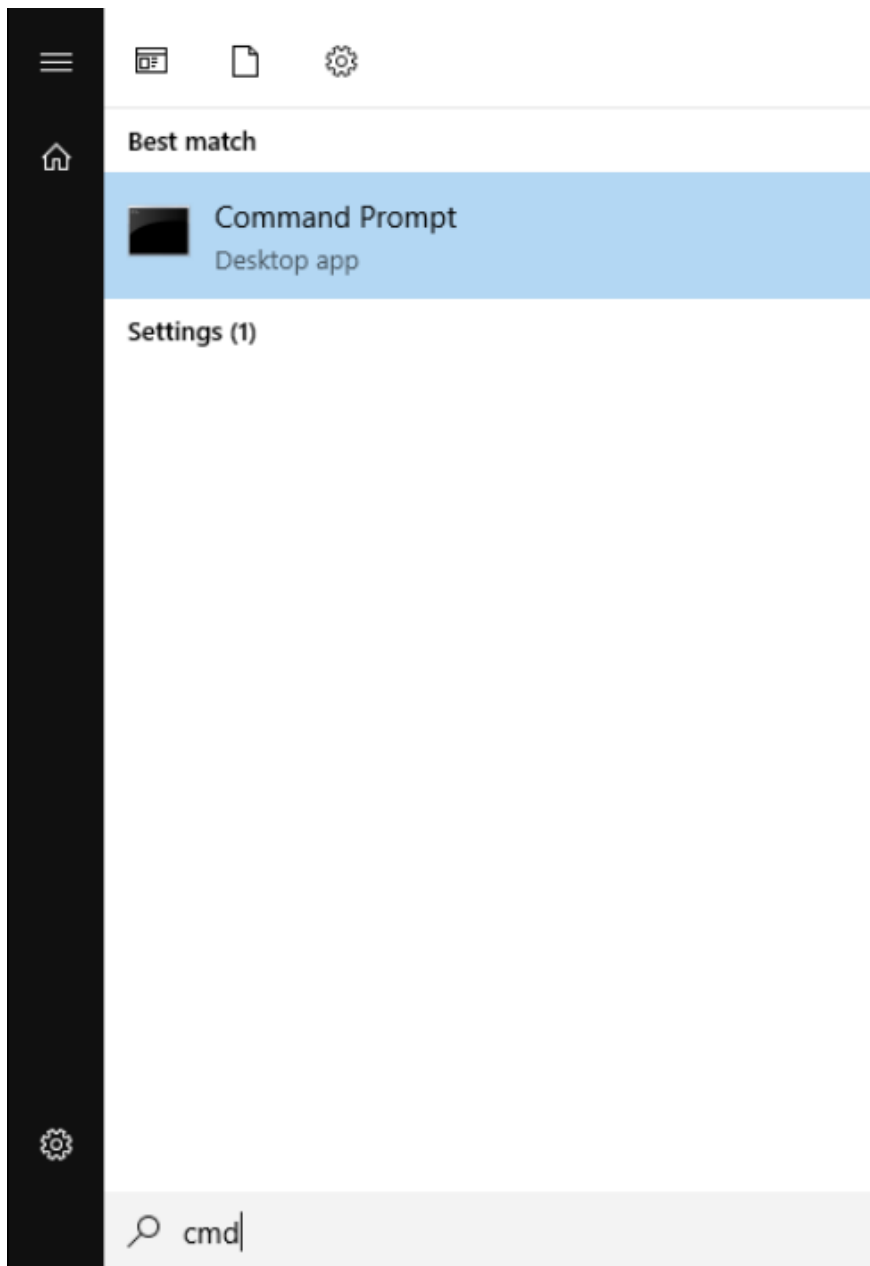 Best match
Command Prompt
Desktop app
Settings (1)
cmd